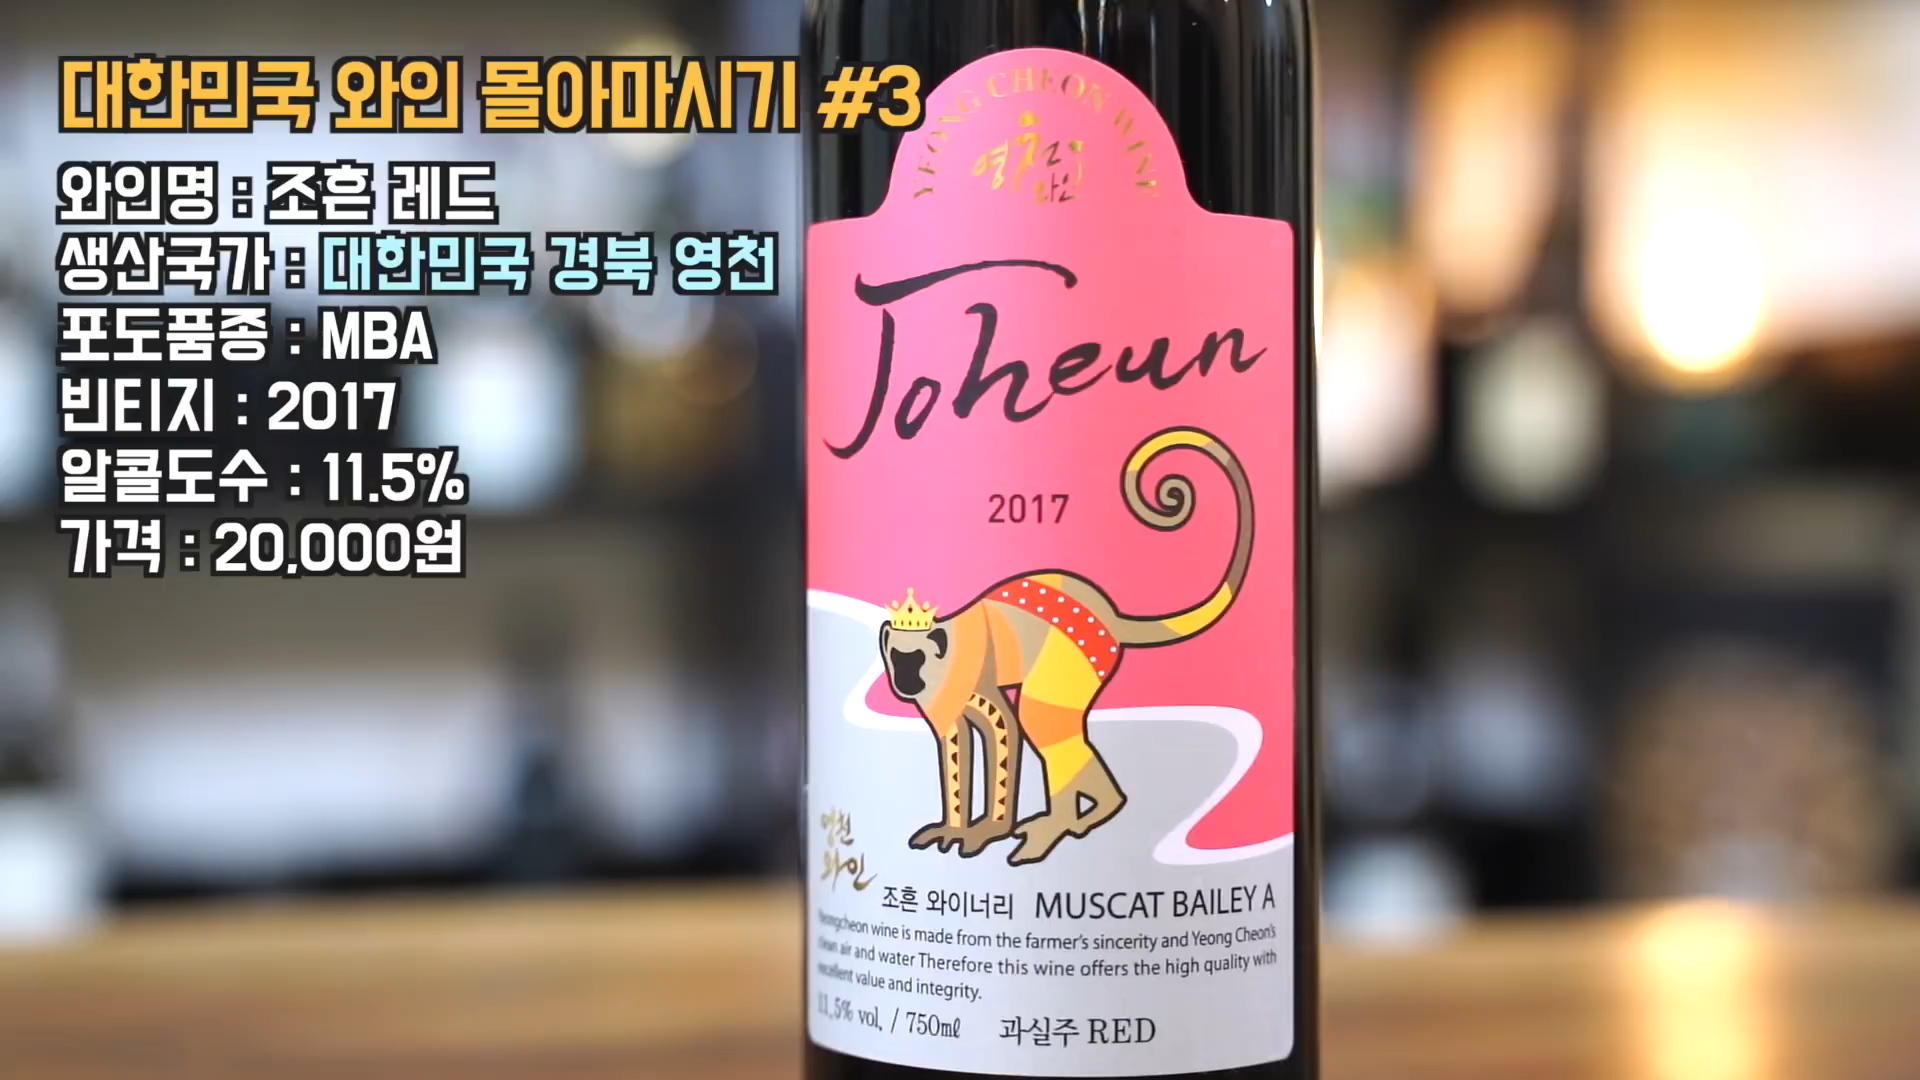 대한민국 와인 몰아마시기 #3
와인명 : 조흔 레드
생산국가 : 대한민국 경북 영천
포도품종 : MBA
빈티지 : 2017
알콜도수 : 11.5%
가격 : 20,000원
YEONG CHEON WINE
영천
와인
Joheun
2017
영천
와인
조흔 와이너리 MUSCAT BAILEY A
Yeongcheon wine is made from the farmer's sincerity and Yeong Cheon's
clean air and water Therefore this wine offers the high quality with
excellent value and integrity.
11.5% vol. / 750㎖ 과실주 RED